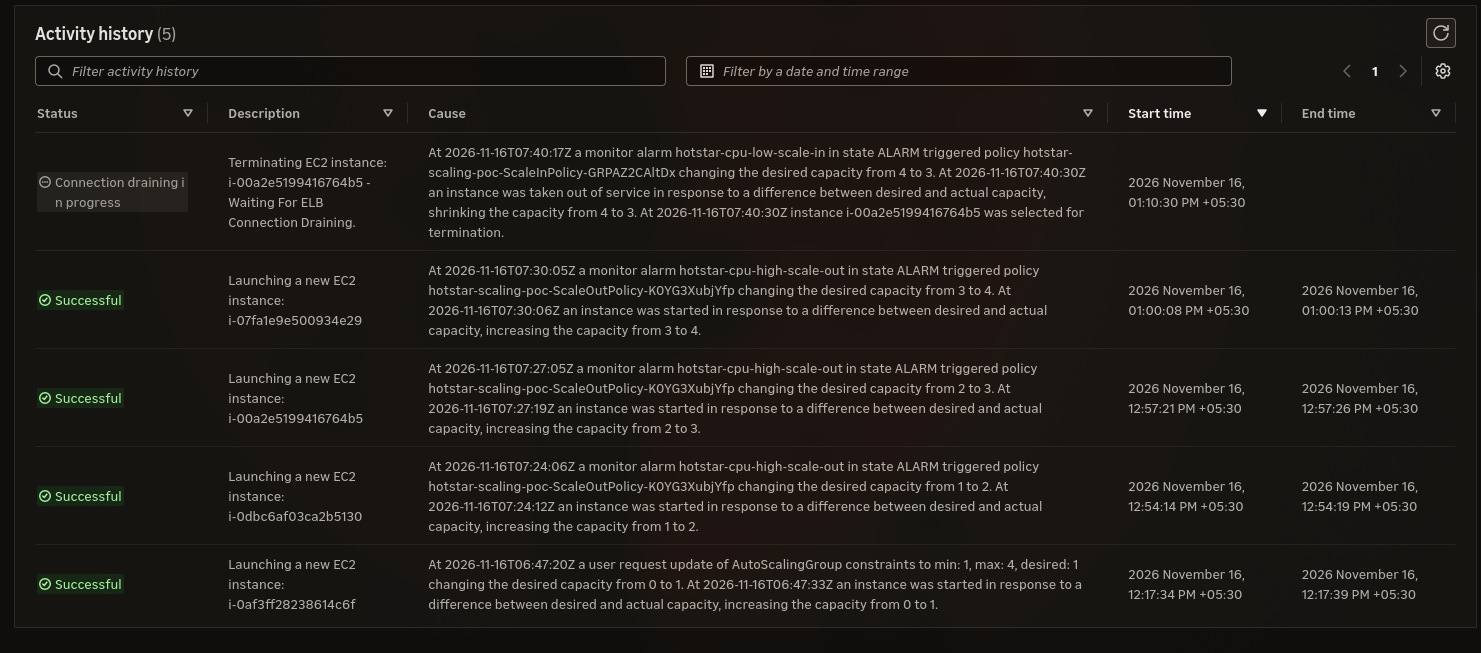 Activity history (5)
Filter activity history
Filter by a date and time range
1
Status
Description
Cause
Start time
End time
Connection draining i
n progress
Terminating EC2 instance:
i-00a2e5199416764b5 -
Waiting For ELB
Connection Draining.
At 2026-11-16T07:40:17Z a monitor alarm hotstar-cpu-low-scale-in in state ALARM triggered policy hotstar-
scaling-poc-ScaleInPolicy-GRPAZ2CAltDx changing the desired capacity from 4 to 3. At 2026-11-16T07:40:30Z
an instance was taken out of service in response to a difference between desired and actual capacity,
shrinking the capacity from 4 to 3. At 2026-11-16T07:40:30Z instance i-00a2e5199416764b5 was selected for
termination.
2026 November 16,
01:10:30 PM +05:30
Successful
Launching a new EC2
instance:
i-07fa1e9e500934e29
At 2026-11-16T07:30:05Z a monitor alarm hotstar-cpu-high-scale-out in state ALARM triggered policy
hotstar-scaling-poc-ScaleOutPolicy-K0YG3XubjYfp changing the desired capacity from 3 to 4. At
2026-11-16T07:30:06Z an instance was started in response to a difference between desired and actual
capacity, increasing the capacity from 3 to 4.
2026 November 16,
01:00:08 PM +05:30
2026 November 16,
01:00:13 PM +05:30
Successful
Launching a new EC2
instance:
i-00a2e5199416764b5
At 2026-11-16T07:27:05Z a monitor alarm hotstar-cpu-high-scale-out in state ALARM triggered policy
hotstar-scaling-poc-ScaleOutPolicy-K0YG3XubjYfp changing the desired capacity from 2 to 3. At
2026-11-16T07:27:19Z an instance was started in response to a difference between desired and actual
capacity, increasing the capacity from 2 to 3.
2026 November 16,
12:57:21 PM +05:30
2026 November 16,
12:57:26 PM +05:30
Successful
Launching a new EC2
instance:
i-0dbc6af03ca2b5130
At 2026-11-16T07:24:06Z a monitor alarm hotstar-cpu-high-scale-out in state ALARM triggered policy
hotstar-scaling-poc-ScaleOutPolicy-K0YG3XubjYfp changing the desired capacity from 1 to 2. At
2026-11-16T07:24:12Z an instance was started in response to a difference between desired and actual
capacity, increasing the capacity from 1 to 2.
2026 November 16,
12:54:14 PM +05:30
2026 November 16,
12:54:19 PM +05:30
Successful
Launching a new EC2
instance:
i-0af3ff28238614c6f
At 2026-11-16T06:47:20Z a user request update of AutoScalingGroup constraints to min: 1, max: 4, desired: 1
changing the desired capacity from 0 to 1. At 2026-11-16T06:47:33Z an instance was started in response to a
difference between desired and actual capacity, increasing the capacity from 0 to 1.
2026 November 16,
12:17:34 PM +05:30
2026 November 16,
12:17:39 PM +05:30